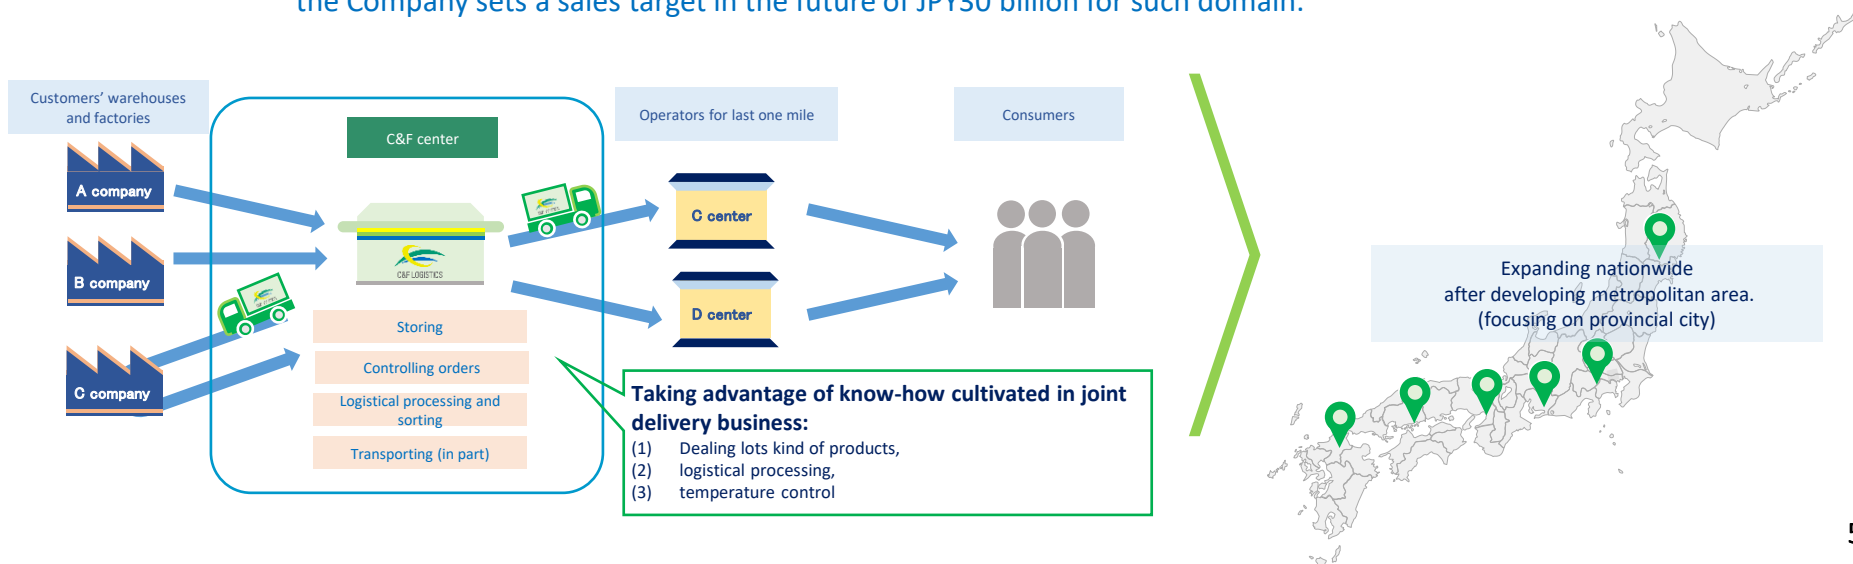 the Company sets a sales target in the future of JPY30 billion for such domain.
Customers' warehouses
and factories
C&F center
Operators for last one mile
Consumers
A company
B company
C company
C&F LOGISTICS
Storing
Controlling orders
Logistical processing and
sorting
Transporting (in part)
C center
D center
Taking advantage of know-how cultivated in joint
delivery business:
(1) Dealing lots kind of products,
(2) logistical processing,
(3) temperature control
Expanding nationwide
after developing metropolitan area.
(focusing on provincial city)